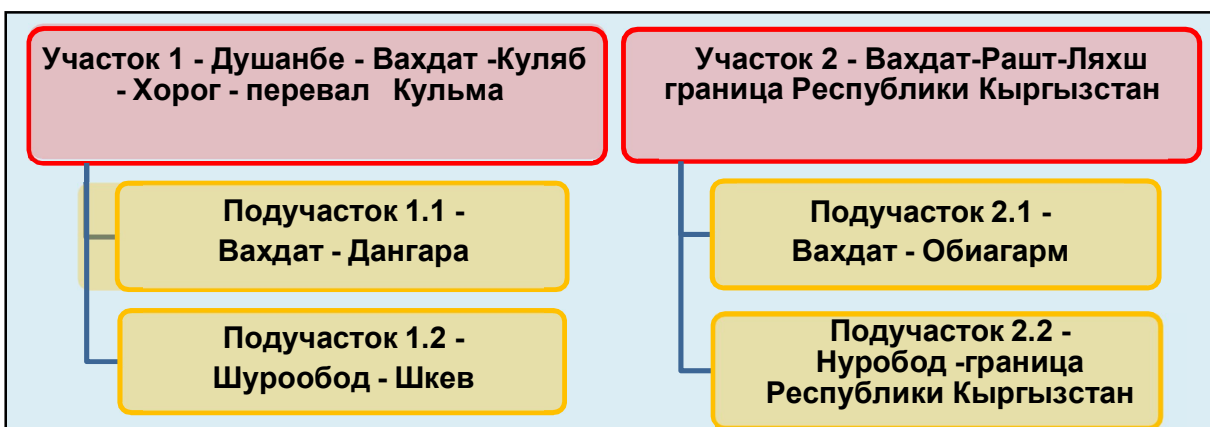 Участок 1 - Душанбе - Вахдат -Куляб
- Хорог - перевал Кульма
Подучасток 1.1 -
Вахдат - Дангара
Подучасток 1.2 -
Шурообод - Шкев
Участок 2 - Вахдат-Рашт-Ляхш
граница Республики Кыргызстан
Подучасток 2.1 -
Вахдат - Обиагарм
Подучасток 2.2 -
Нуробод -граница
Республики Кыргызстан